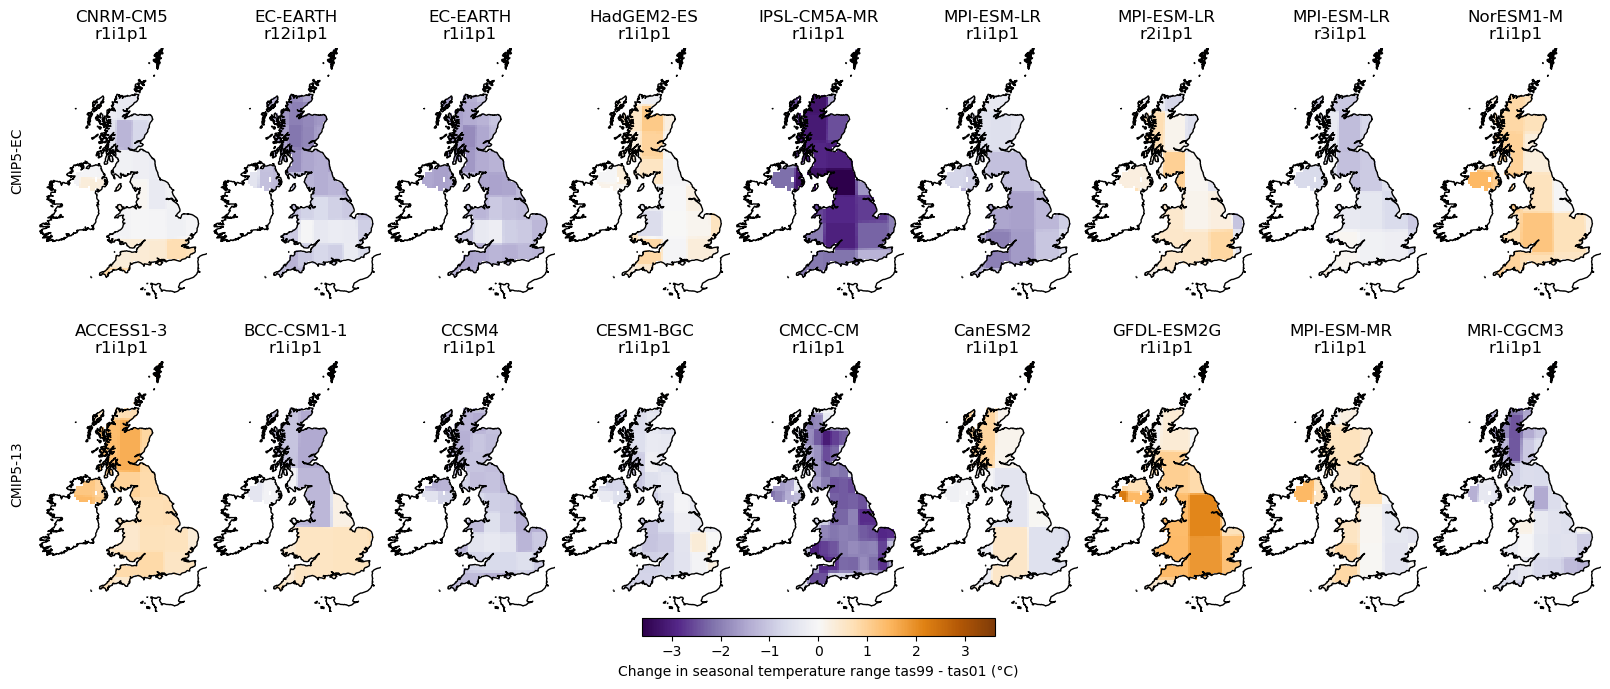 CNRM-CM5
r1i1p1
EC-EARTH
r12i1p1
EC-EARTH
r1i1p1
HadGEM2-ES
r1i1p1
IPSL-CM5A-MR
r1i1p1
MPI-ESM-LR
r1i1p1
MPI-ESM-LR
r2i1p1
MPI-ESM-LR
r3i1p1
NorESM1-M
r1i1p1
CMIP5-EC
ACCESS1-3
r1i1p1
BCC-CSM1-1
r1i1p1
CCSM4
r1i1p1
CESM1-BGC
r1i1p1
CMCC-CM
r1i1p1
CanESM2
r1i1p1
GFDL-ESM2G
r1i1p1
MPI-ESM-MR
r1i1p1
MRI-CGCM3
r1i1p1
CMIP5-13
−3 −2 −1 0 1 2 3
Change in seasonal temperature range tas99 - tas01 (°C)